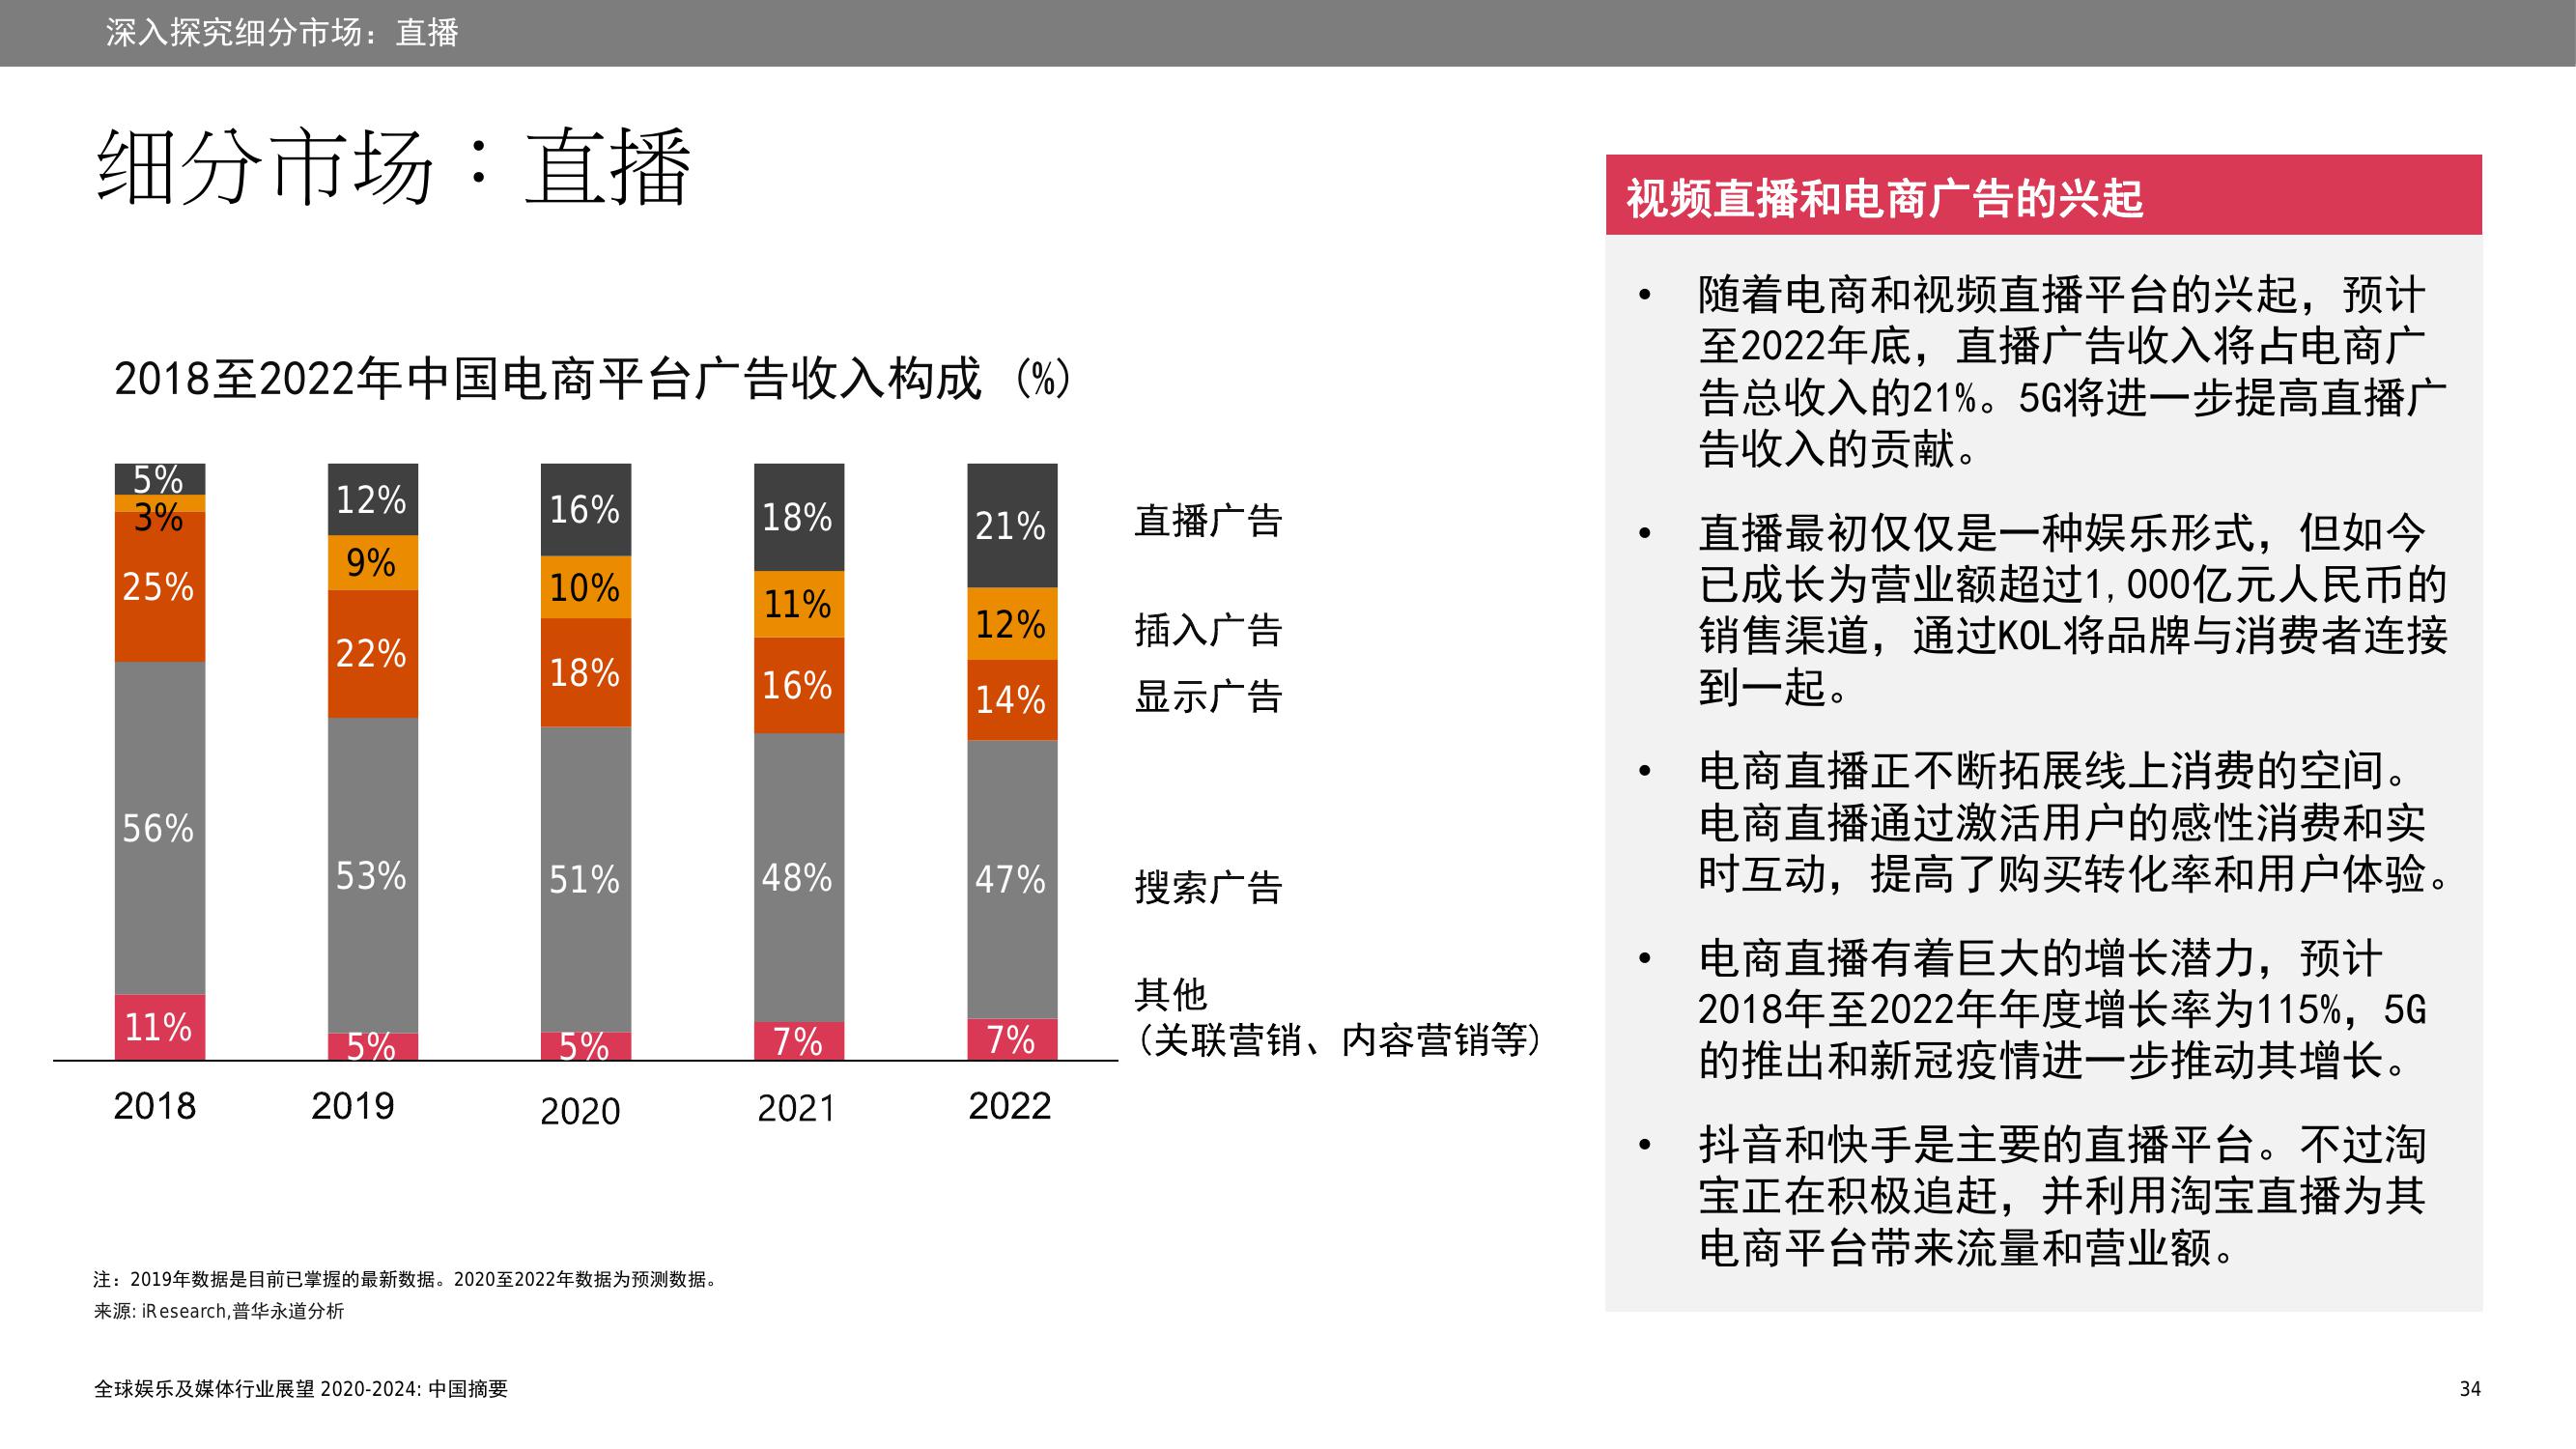 深入探究细分市场：直播
细分市场：直播
2018至2022年中国电商平台广告收入构成 (%)
5%
3%
25%
56%
11%
12%
9%
22%
53%
5%
16%
10%
18%
51%
5%
18%
11%
16%
48%
7%
21%
12%
14%
47%
7%
直播广告
插入广告
显示广告
搜索广告
其他
（关联营销、内容营销等）
2018
2019
2020
2021
2022
注：2019年数据是目前已掌握的最新数据。2020至2022年数据为预测数据。
来源: iResearch,普华永道分析
视频直播和电商广告的兴起
• 随着电商和视频直播平台的兴起，预计
至2022年底，直播广告收入将占电商广
告总收入的21%。5G将进一步提高直播广
告收入的贡献。
• 直播最初仅仅是一种娱乐形式，但如今
已成长为营业额超过1,000亿元人民币的
销售渠道，通过KOL将品牌与消费者连接
到一起。
• 电商直播正不断拓展线上消费的空间。
电商直播通过激活用户的感性消费和实
时互动，提高了购买转化率和用户体验。
• 电商直播有着巨大的增长潜力，预计
2018年至2022年年度增长率为115%，5G
的推出和新冠疫情进一步推动其增长。
• 抖音和快手是主要的直播平台。不过淘
宝正在积极追赶，并利用淘宝直播为其
电商平台带来流量和营业额。
全球娱乐及媒体行业展望 2020-2024: 中国摘要
34